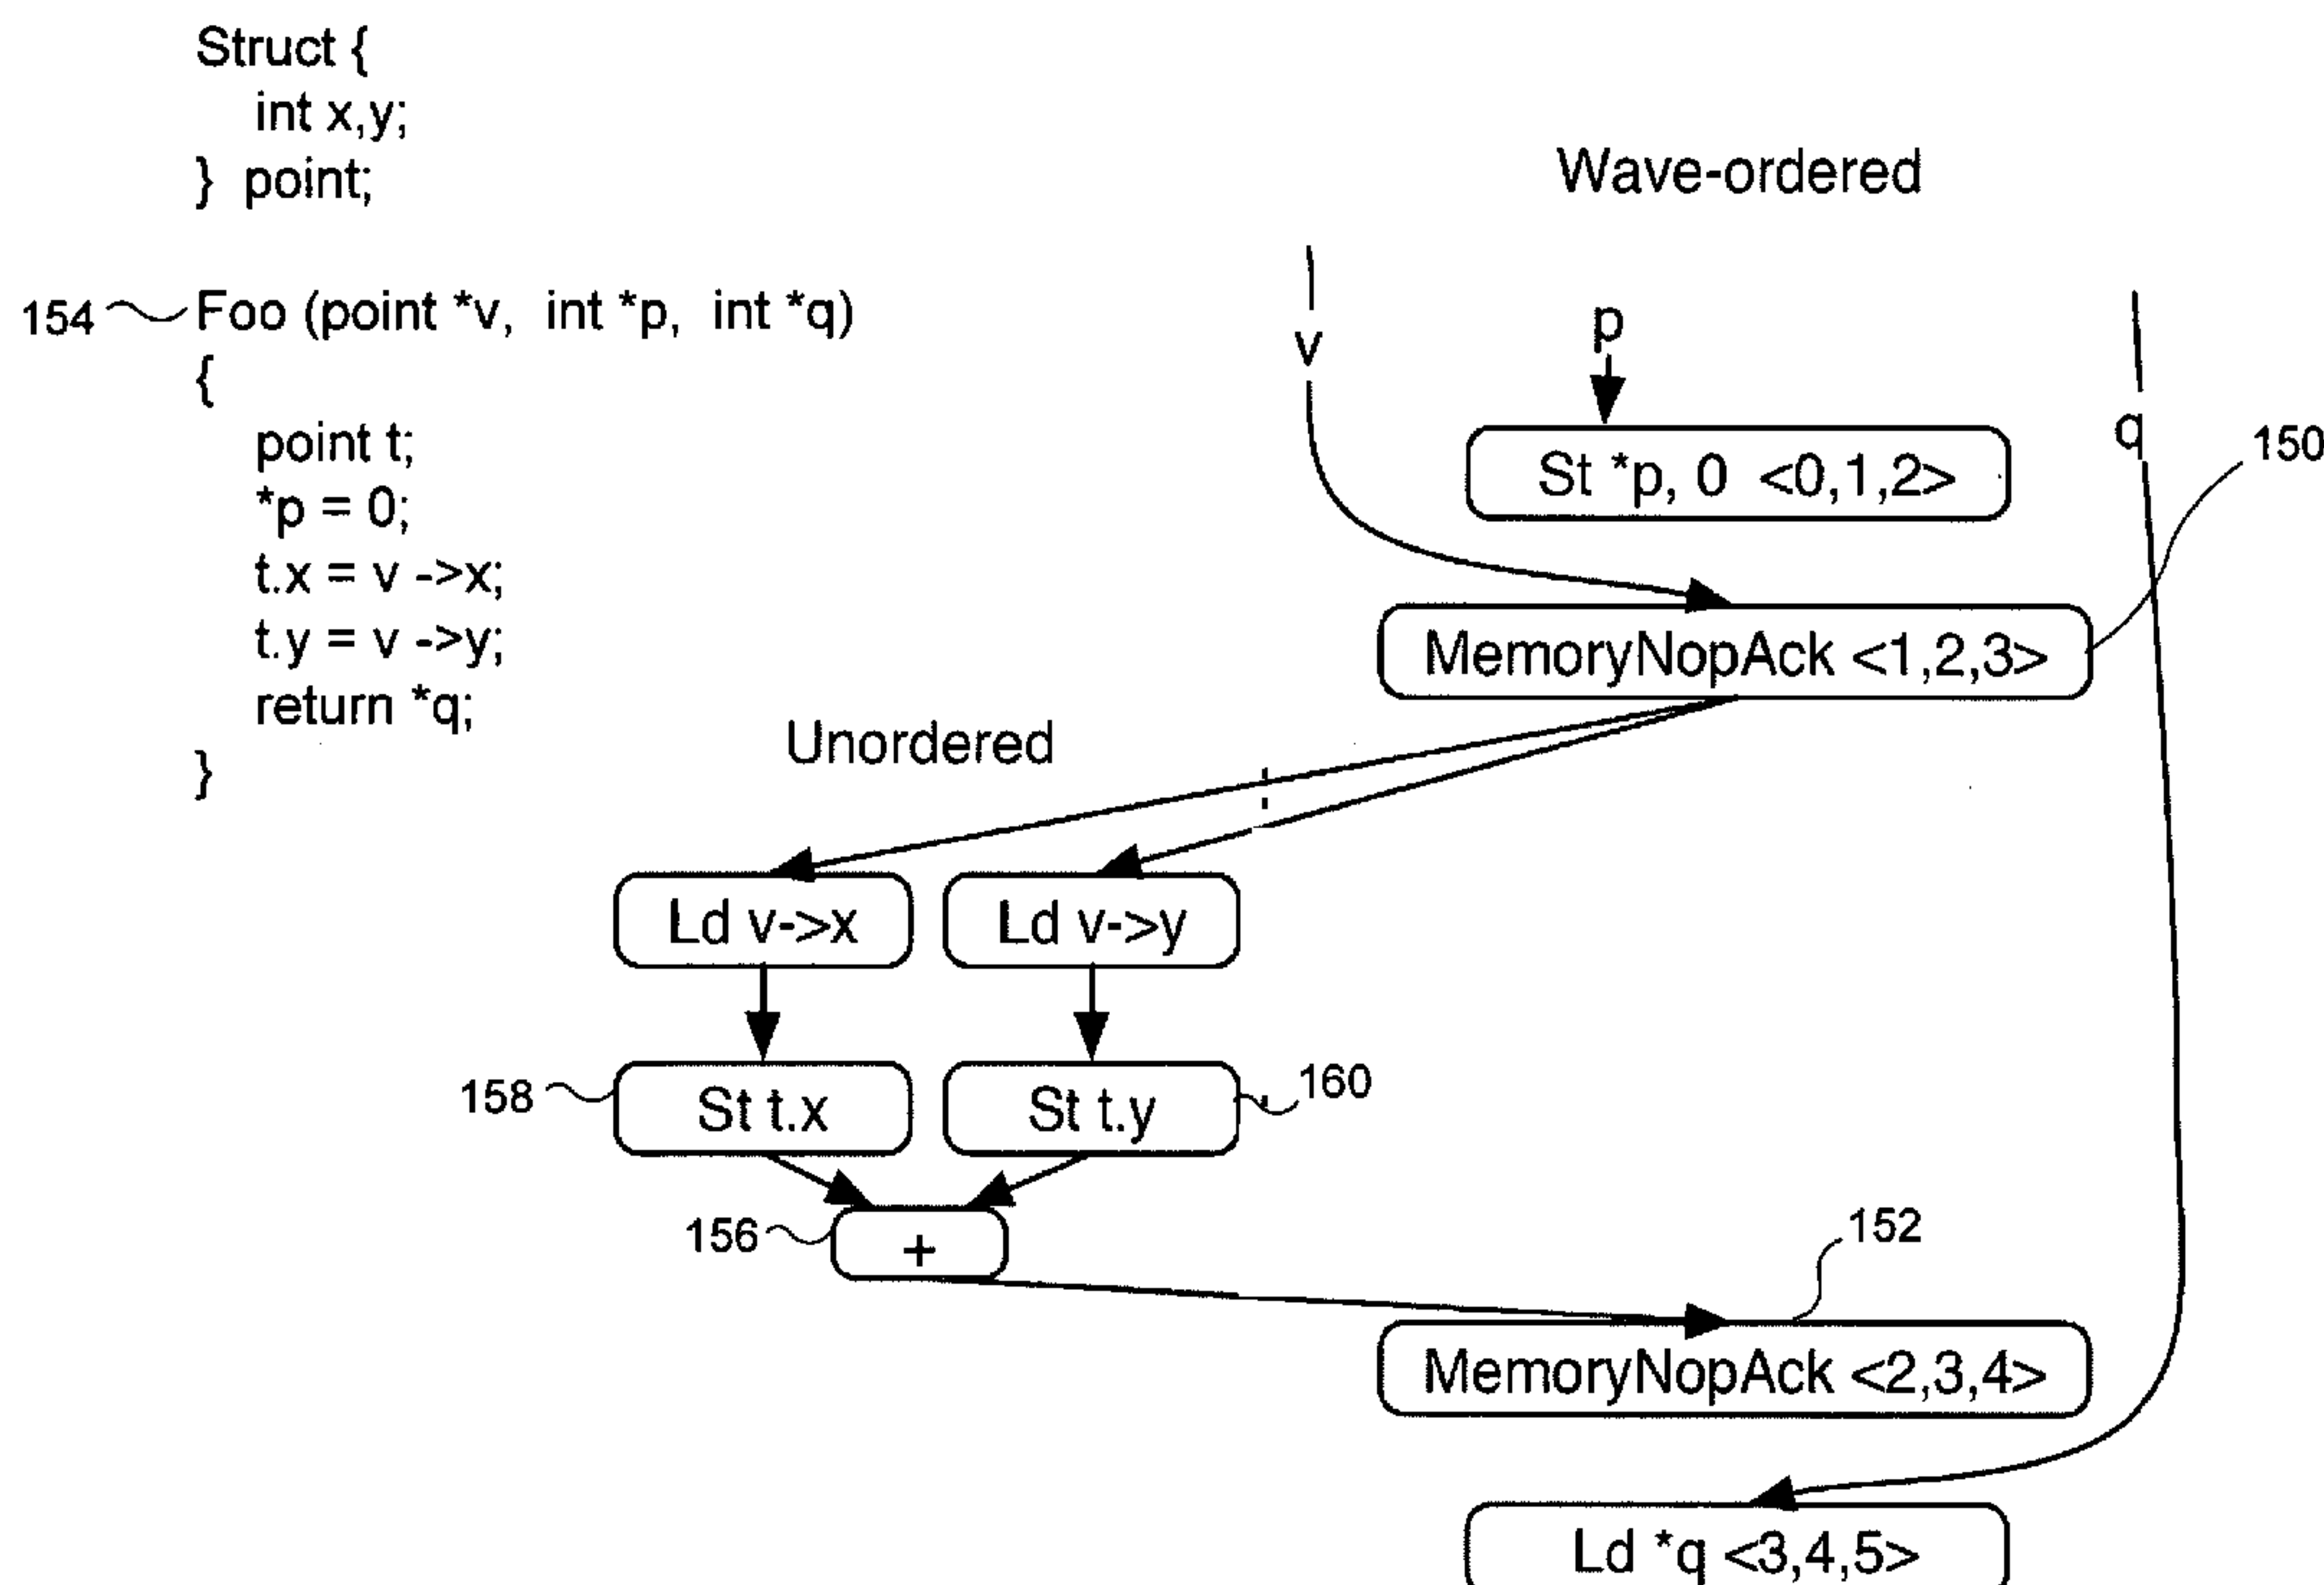 Struct {
int x,y;
} point;
154 Foo (point *v, int *p, int *q)
{
point t;
*p = 0;
t.x = v ->x;
t.y = v ->y;
return *q;
}
Wave-ordered
v
p
q
St *p, 0 <0,1,2>
150
MemoryNopAck <1,2,3>
Unordered
Ld v->x
Ld v->y
158
St t.x
St t.y
160
156
+
152
MemoryNopAck <2,3,4>
Ld *q <3,4,5>